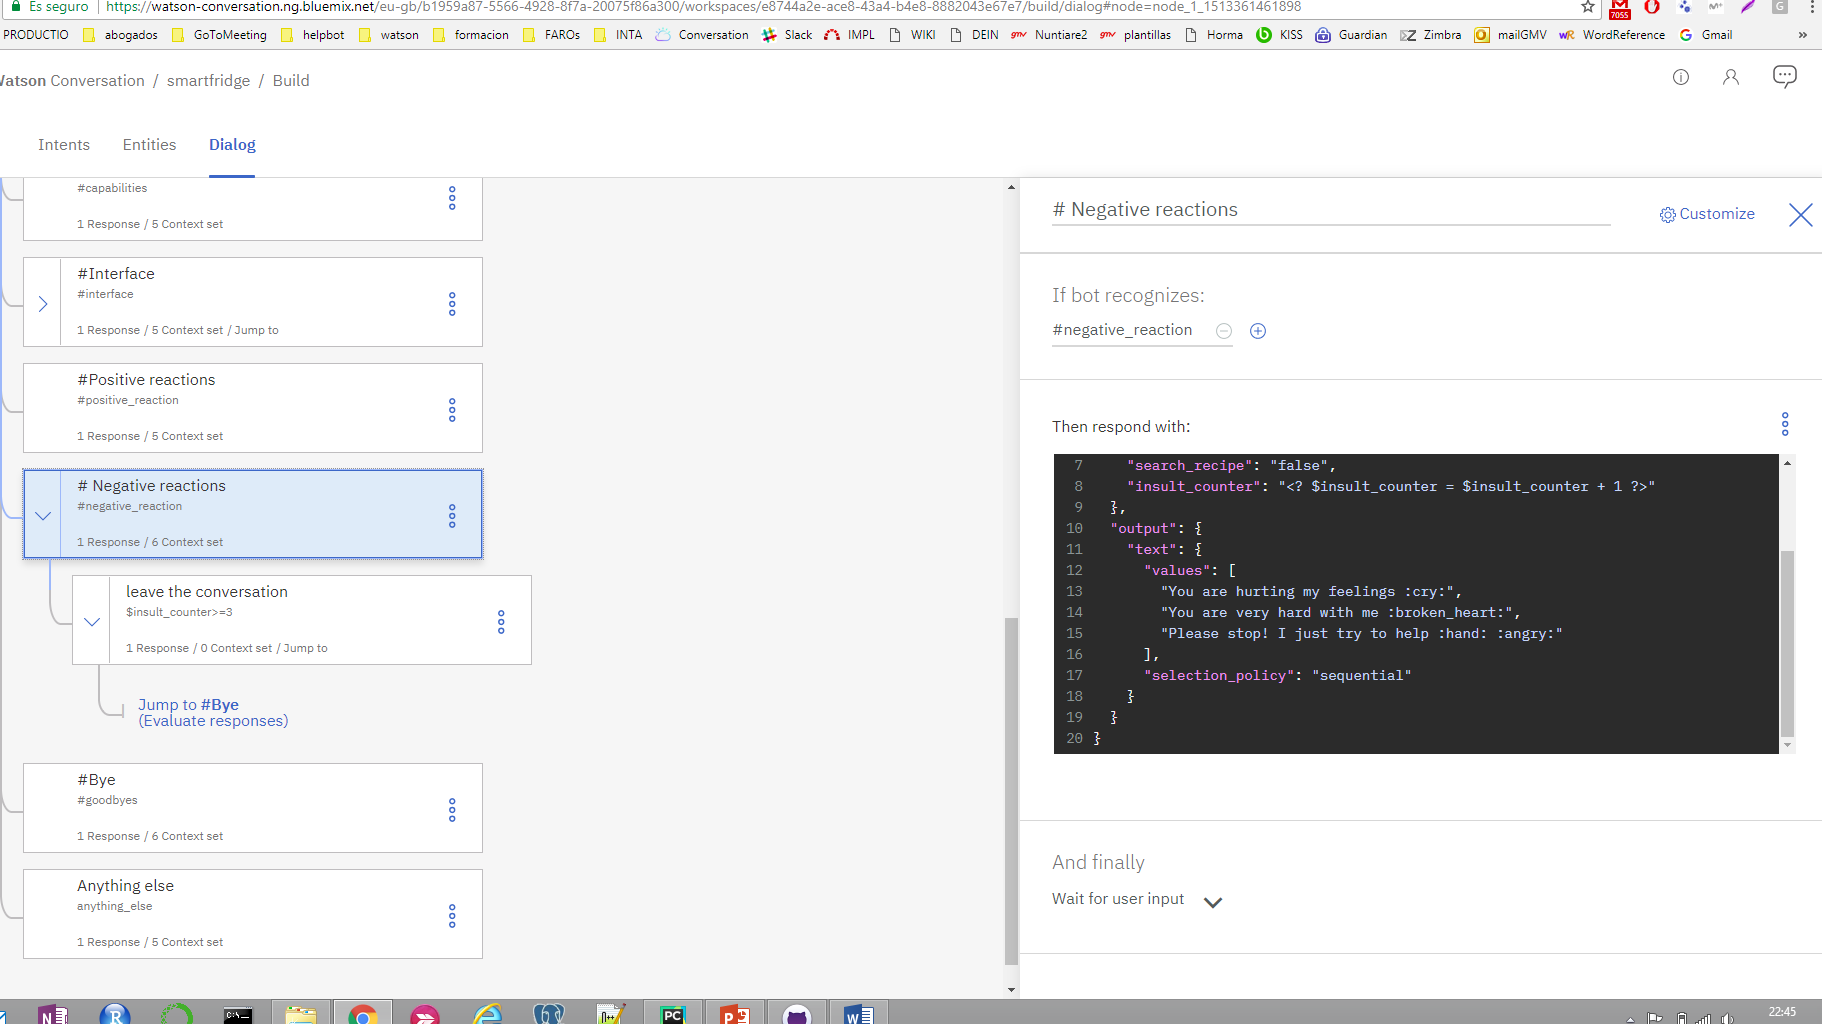 Es seguro https://watson-conversation.ng.bluemix.net/eu-gb/b1959a87-5566-4928-8f7a-20075f86a300/workspaces/e8744a2e-ace8-43a4-b4e8-8882043e67e7/build/dialog#node=node_1_1513361461898
7055
PRODUCTIO abogados GoToMeeting helpbot watson formacion FAROs INTA Conversation Slack IMPL WIKI DEIN Nuntiare2 plantillas Horma KISS Guardian Zimbra mailGMV WordReference Gmail »
Watson Conversation / smartfridge / Build
Intents Entities Dialog
#capabilities
1 Response / 5 Context set
#Interface
#interface
1 Response / 5 Context set / Jump to
#Positive reactions
#positive_reaction
1 Response / 5 Context set
# Negative reactions
#negative_reaction
1 Response / 6 Context set
leave the conversation
$insult_counter>=3
1 Response / 0 Context set / Jump to
Jump to #Bye
(Evaluate responses)
#Bye
#goodbyes
1 Response / 6 Context set
Anything else
anything_else
1 Response / 5 Context set
# Negative reactions
Customize
If bot recognizes:
#negative_reaction
Then respond with:
7 "search_recipe": "false",
8 "insult_counter": "<? $insult_counter = $insult_counter + 1 ?>"
9 },
10 "output": {
11 "text": {
12 "values": [
13 "You are hurting my feelings :cry:",
14 "You are very hard with me :broken_heart:",
15 "Please stop! I just try to help :hand: :angry:"
16 ],
17 "selection_policy": "sequential"
18 }
19 }
20 }
And finally
Wait for user input
22:45